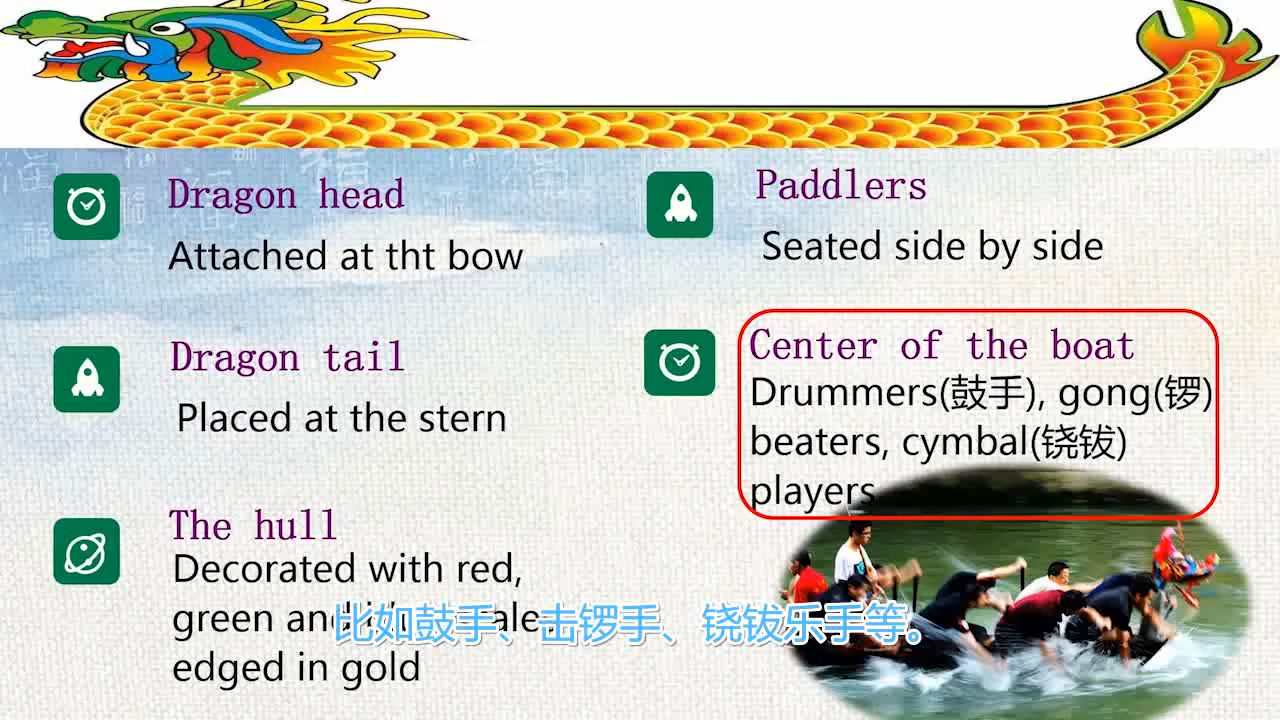 Dragon head
Attached at tht bow
Dragon tail
Placed at the stern
The hull
Decorated with red,
green and
edged in gold
Paddlers
Seated side by side
Center of the boat
Drummers(鼓手), gong(锣)
beaters, cymbal(铙钹)
players
比如鼓手、击锣手、铙钹乐手等。